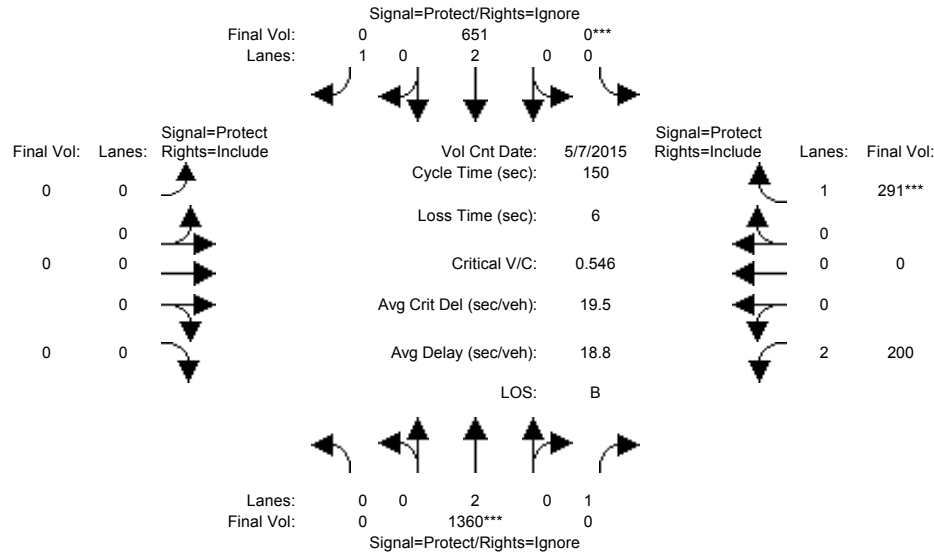 Signal=Protect/Rights=Ignore
Final Vol: 0 651 0***
Lanes: 1 0 2 0 0
Signal=Protect Signal=Protect
Final Vol: Lanes: Rights=Include Vol Cnt Date: 5/7/2015 Rights=Include Lanes: Final Vol:
Cycle Time (sec): 150
0 0 1 291***
Loss Time (sec): 6
0 0
0 0 Critical V/C: 0.546 0 0
0 Avg Crit Del (sec/veh): 19.5 0
0 0 Avg Delay (sec/veh): 18.8 2 200
LOS: B
Lanes: 0 0 2 0 1
Final Vol: 0 1360*** 0
Signal=Protect/Rights=Ignore